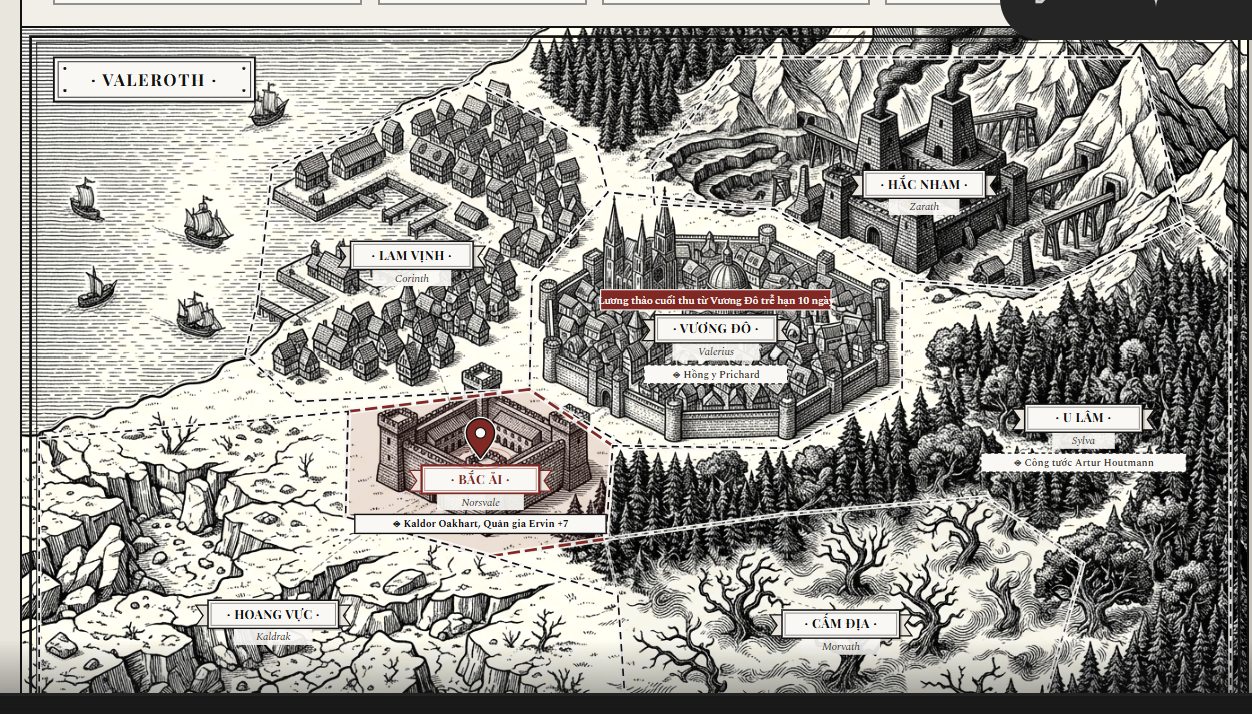 · VALEROTH ·
· HẮC NHAM ·
Zarath
· LAM VỊNH ·
Corinth
Lương thảo cuối thu từ Vương Đô trễ hạn 10 ngày
· VƯƠNG ĐÔ ·
Valerius
Hồng y Prichard
· U LÂM ·
Sylva
Công tước Artur Houtmann
· BẮC ẢI ·
Norsvale
Kaldor Oakhart, Quản gia Ervin +7
· HOANG VỰC ·
Kaldrak
· CẤM ĐỊA ·
Morvath